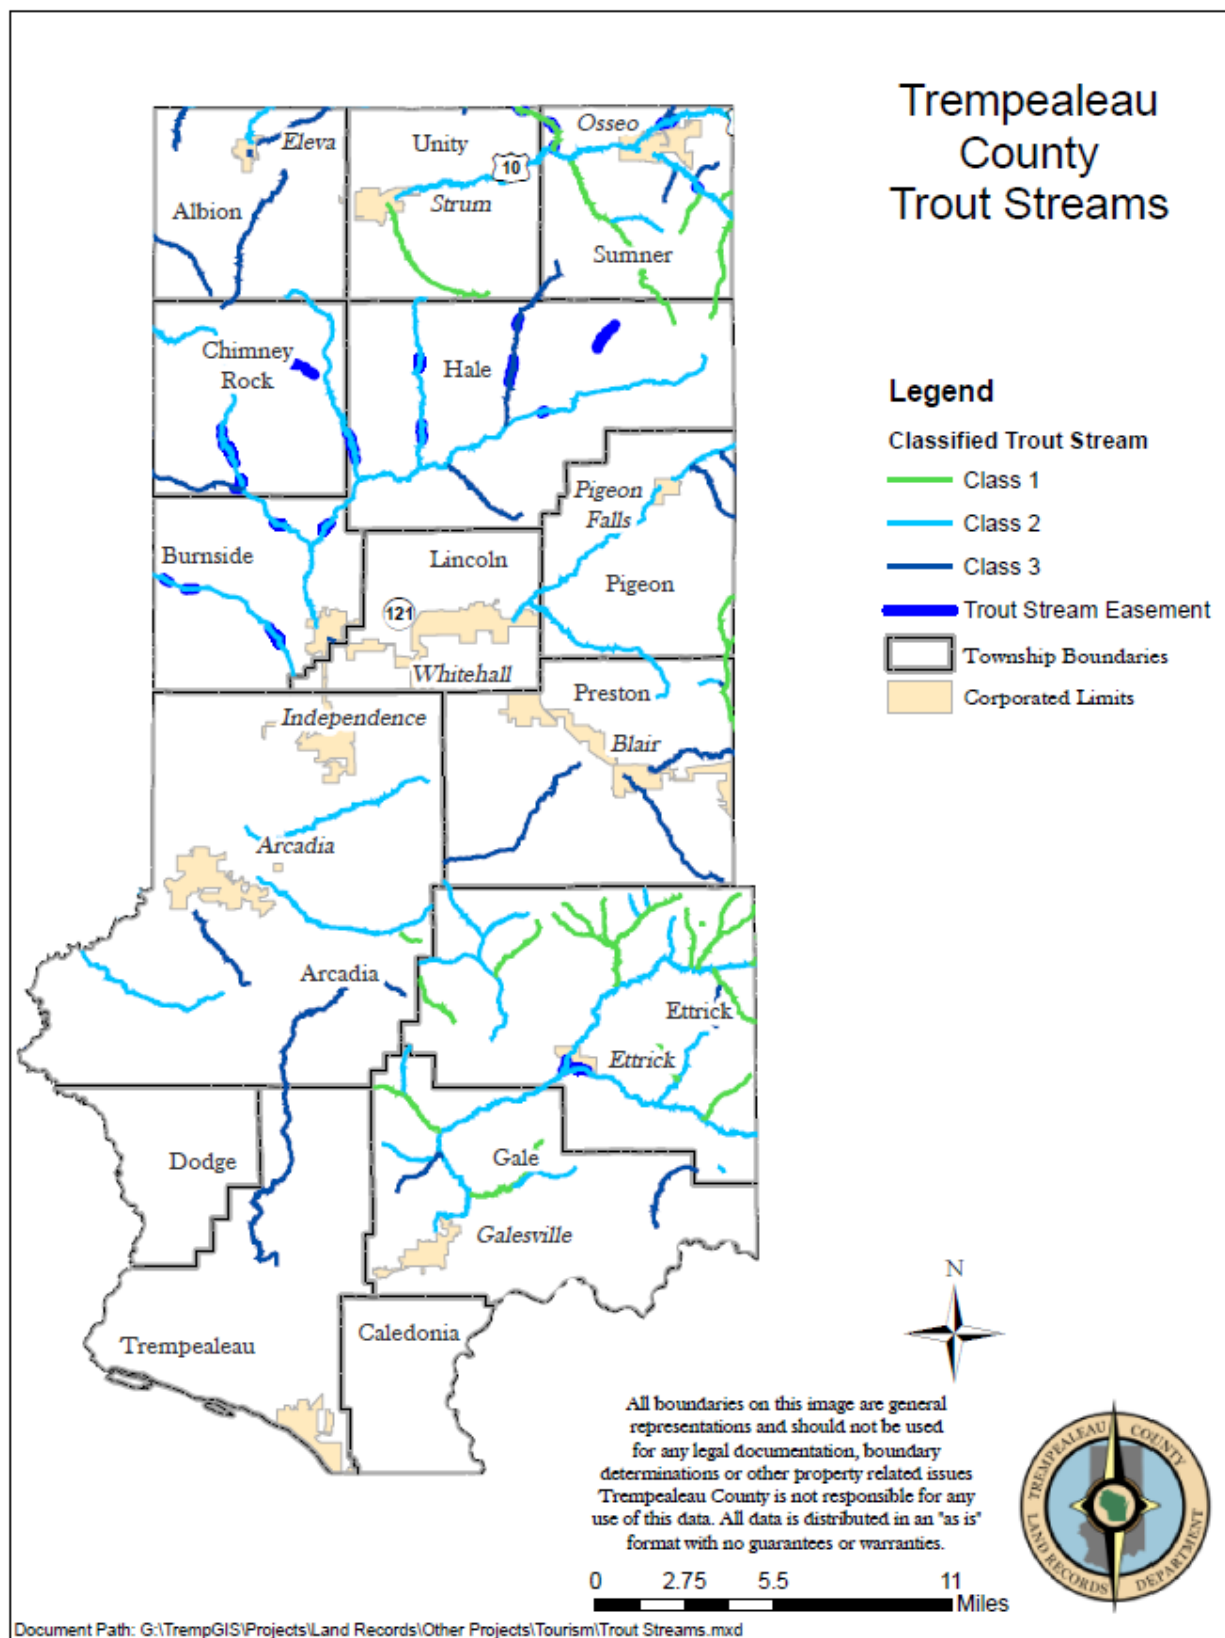 Trempealeau
County
Trout Streams
Osseo
Eleva
Unity
10
Strum
Albion
Sumner
Chimney
Rock
Hale
Pigeon
Falls
Burnside
Lincoln
Pigeon
121
Whitehall
Preston
Independence
Blair
Arcadia
Arcadia
Ettrick
Ettrick
Dodge
Gale
Galesville
Trempealeau
Caledonia
Legend
Classified Trout Stream
Class 1
Class 2
Class 3
Trout Stream Easement
Township Boundaries
Corporated Limits
N
All boundaries on this image are general
representations and should not be used
for any legal documentation, boundary
determinations or other property related issues
Trempealeau County is not responsible for any
use of this data. All data is distributed in an "as is"
format with no guarantees or warranties.
TREMPEALEAU COUNTY
LAND RECORDS DEPARTMENT
0 2.75 5.5 11
Miles
Document Path: G:\TrempGIS\Projects\Land Records\Other Projects\Tourism\Trout Streams.mxd